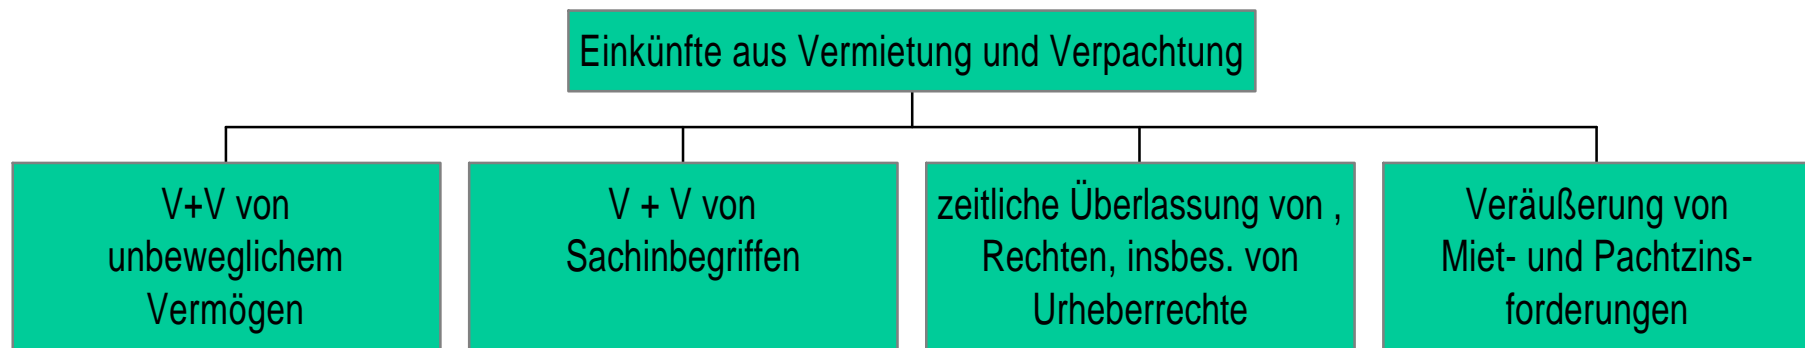 Einkünfte aus Vermietung und Verpachtung
V+V von
unbeweglichem
Vermögen
V + V von
Sachinbegriffen
zeitliche Überlassung von ,
Rechten, insbes. von
Urheberrechte
Veräußerung von
Miet- und Pachtzins-
forderungen